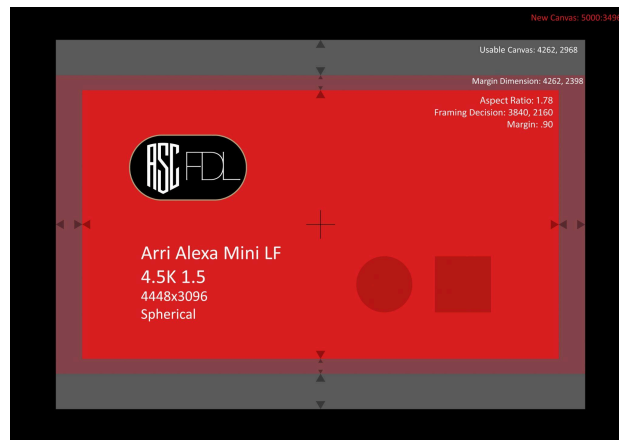 New Canvas: 5000:3496
Usable Canvas: 4262, 2968
Margin Dimension: 4262, 2398
Aspect Ratio: 1.78
Framing Decision: 3840, 2160
Margin: .90
ASC FDL
Arri Alexa Mini LF
4.5K 1.5
4448x3096
Spherical